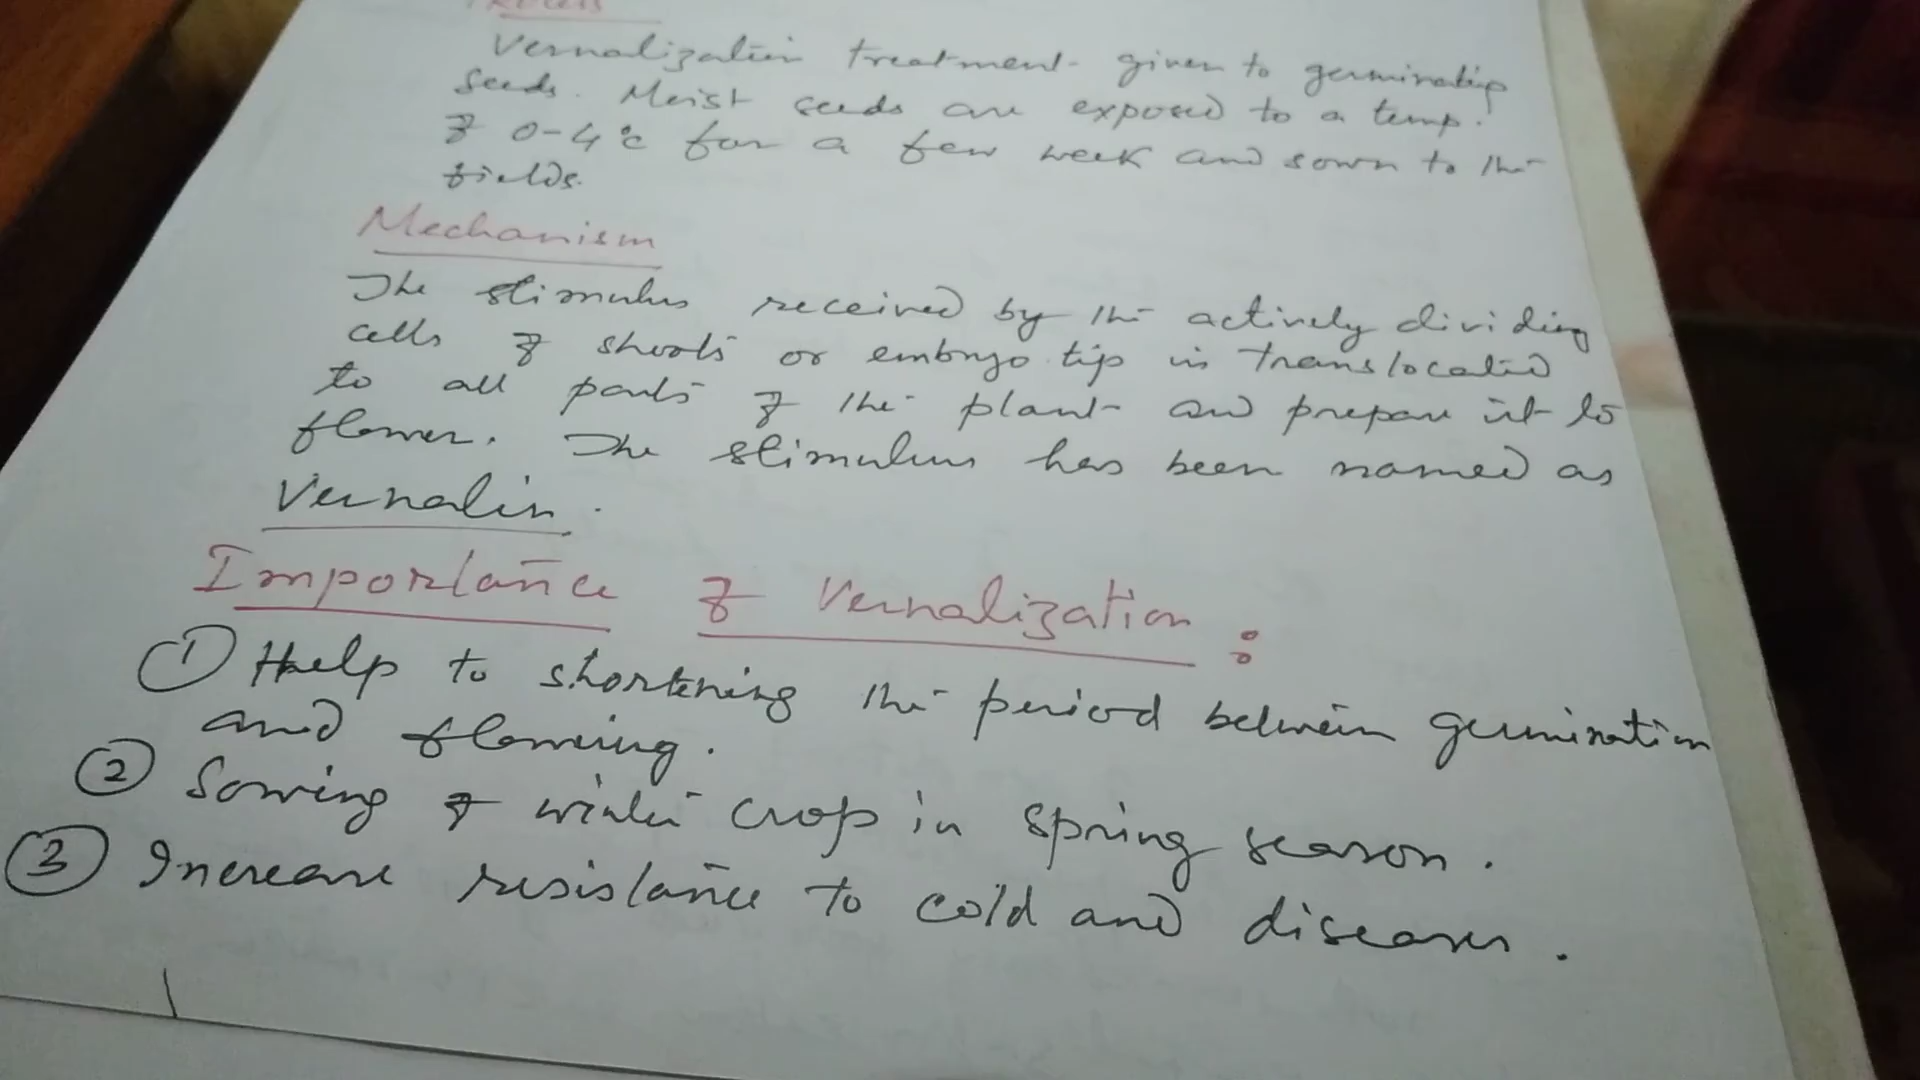 Process
Vernalization treatment given to germinating
seeds. Moist seeds are exposed to a temp.
of 0-4°c for a few week and sown to the
fields.
Mechanism
The stimulus received by the actively dividing
cells of shoots or embryo tip is translocated
to all parts of the plant and prepare it to
flower. The stimulus has been named as
Vernalin.
Importance of Vernalization:
① Help to shortening the period between germination
and flowering.
② Sowing of winter crop in spring season.
③ Increase resistance to cold and diseases.